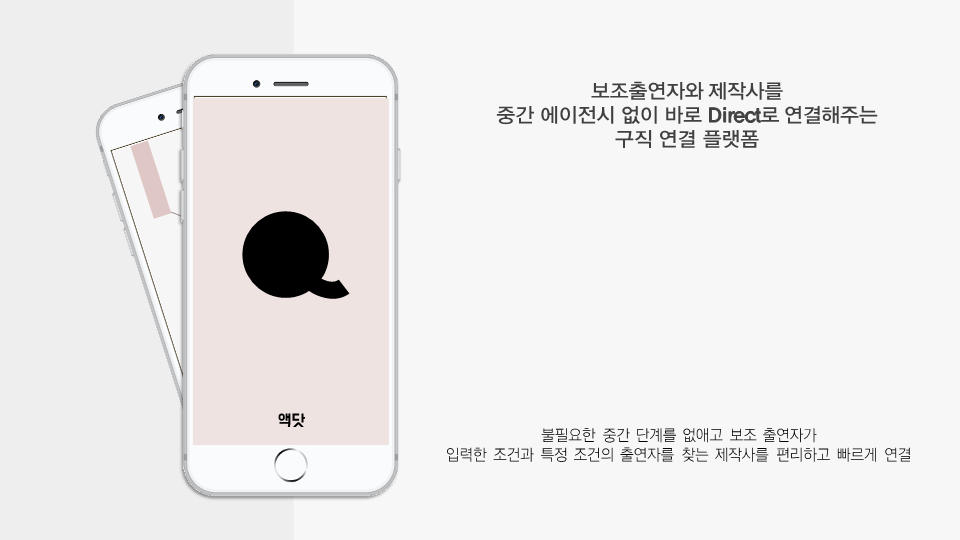 보조출연자와 제작사를
중간 에이전시 없이 바로 Direct로 연결해주는
구직 연결 플랫폼
액닷
불필요한 중간 단계를 없애고 보조 출연자가
입력한 조건과 특정 조건의 출연자를 찾는 제작사를 편리하고 빠르게 연결